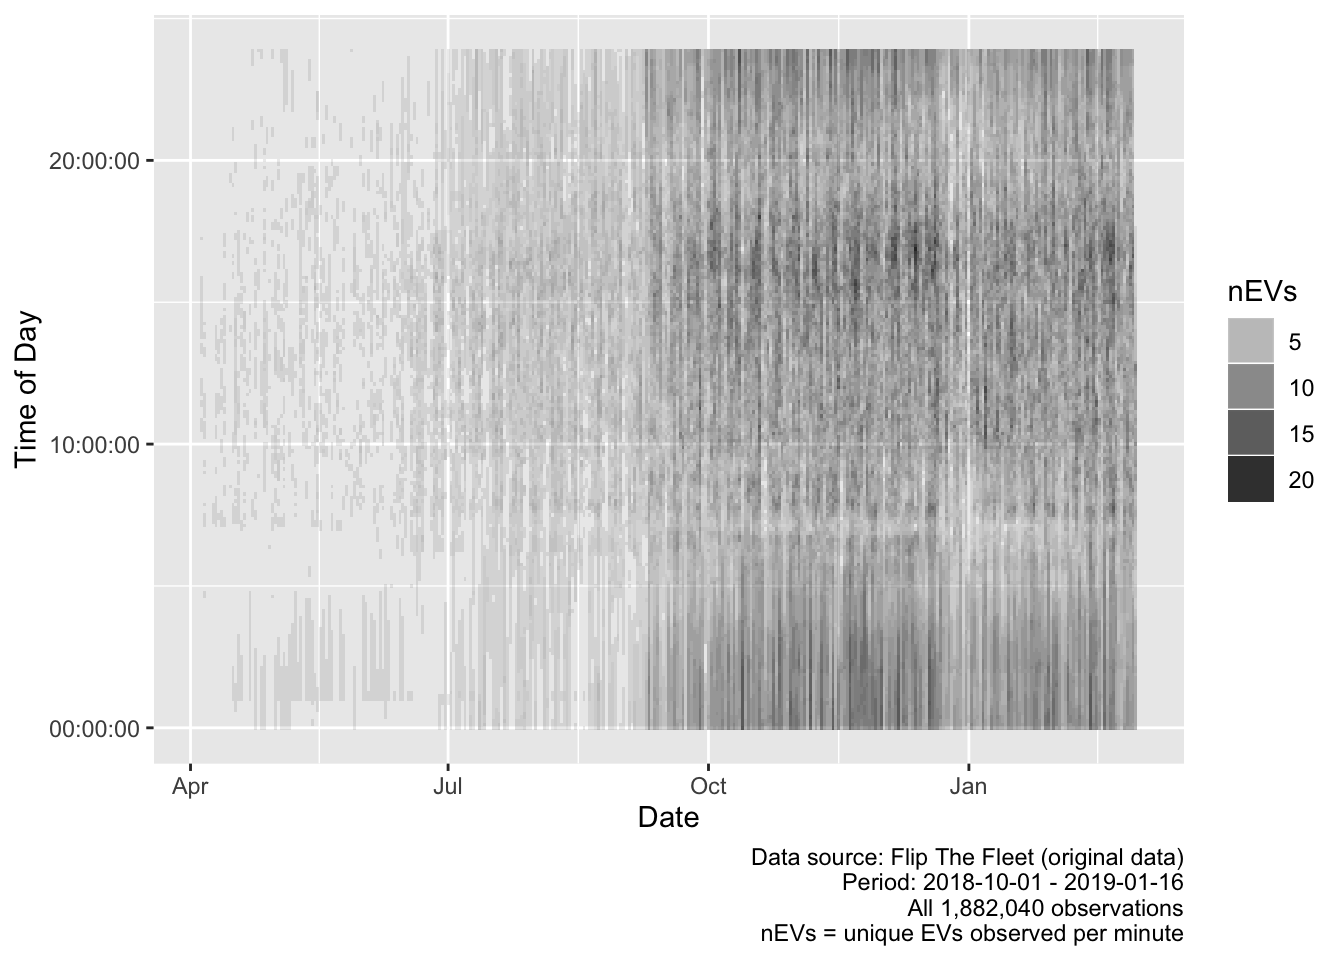 20:00:00
10:00:00
00:00:00
Time of Day
Apr
Jul
Oct
Jan
Date
nEVs
5
10
15
20
Data source: Flip The Fleet (original data)
Period: 2018-10-01 - 2019-01-16
All 1,882,040 observations
nEVs = unique EVs observed per minute